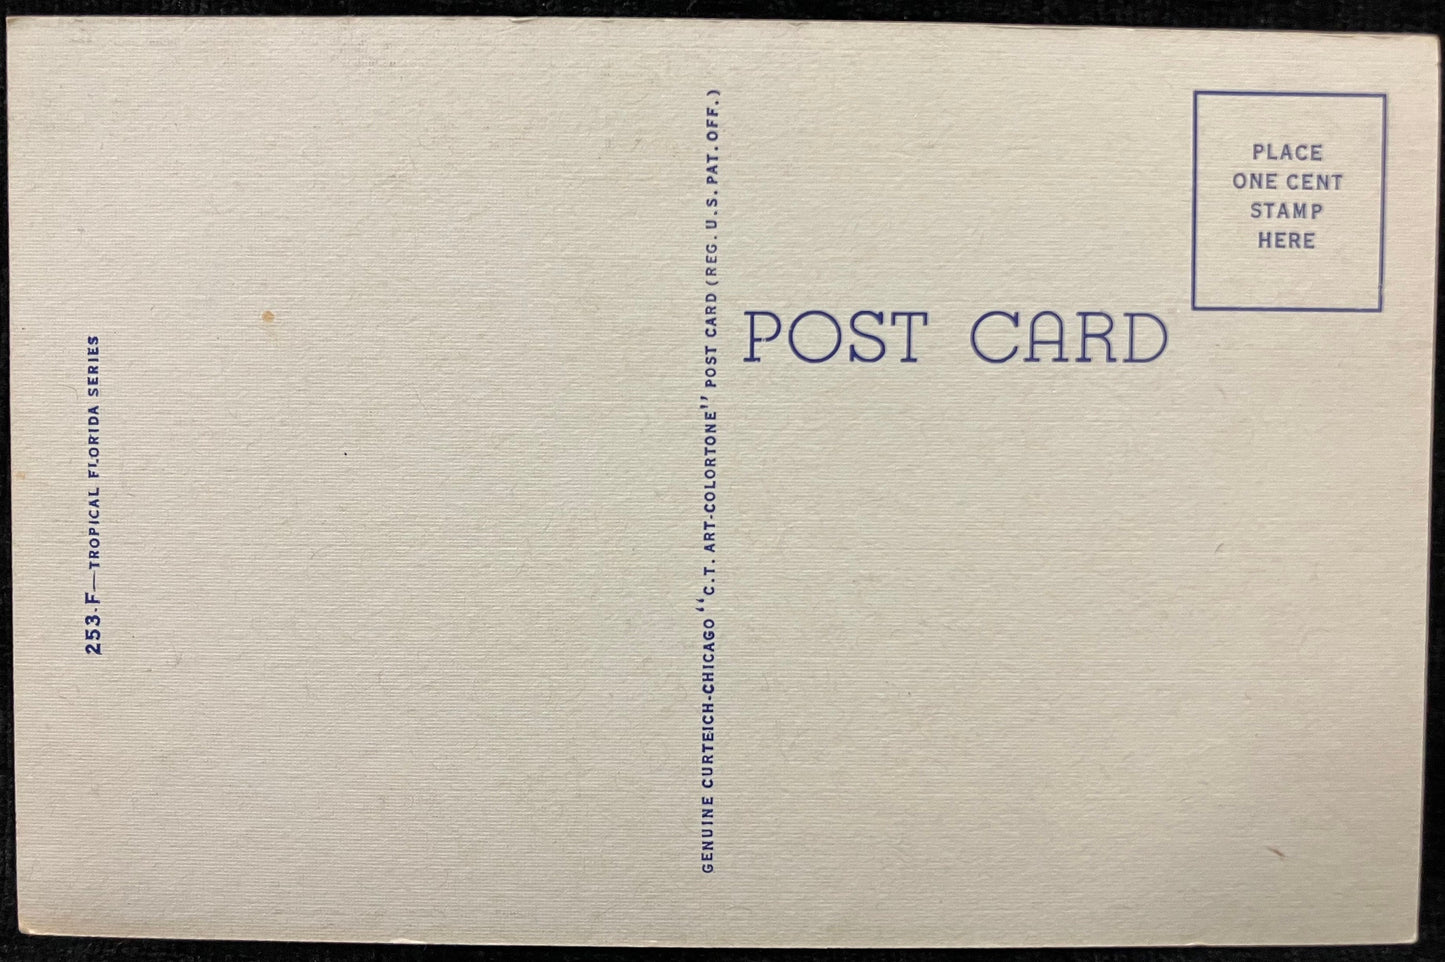 253-F—TROPICAL FLORIDA SERIES
GENUINE CURTEICH-CHICAGO "C.T. ART-COLORTONE" POST CARD (REG. U.S. PAT. OFF.)
POST CARD
PLACE
ONE CENT
STAMP
HERE